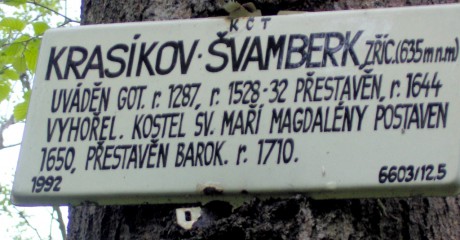 KČT
KRASÍKOV·ŠVAMBERK, ZŘÍC.(635 m n.m)
UVÁDĚN GOT. r. 1287, r. 1528-32 PŘESTAVĚN, r. 1644
VYHOŘEL. KOSTEL SV. MAŘÍ MAGDALÉNY POSTAVEN
1650, PŘESTAVĚN BAROK. r. 1710.
1992 6603/12.5